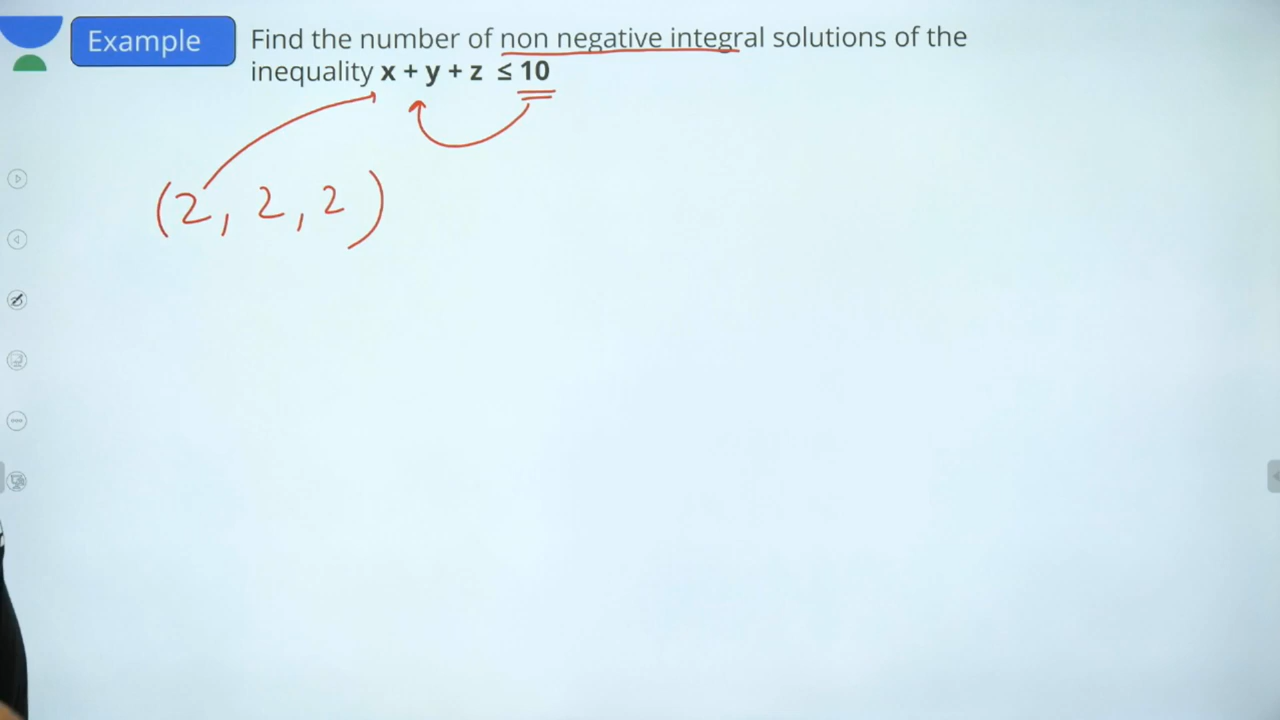 Example
Find the number of non negative integral solutions of the
inequality x + y + z ≤ 10
(2, 2, 2)